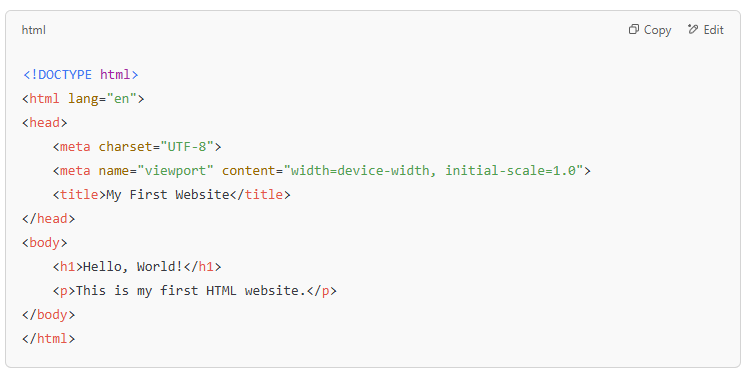 html
Copy
Edit
<!DOCTYPE html>
<html lang="en">
<head>
    <meta charset="UTF-8">
    <meta name="viewport" content="width=device-width, initial-scale=1.0">
    <title>My First Website</title>
</head>
<body>
    <h1>Hello, World!</h1>
    <p>This is my first HTML website.</p>
</body>
</html>